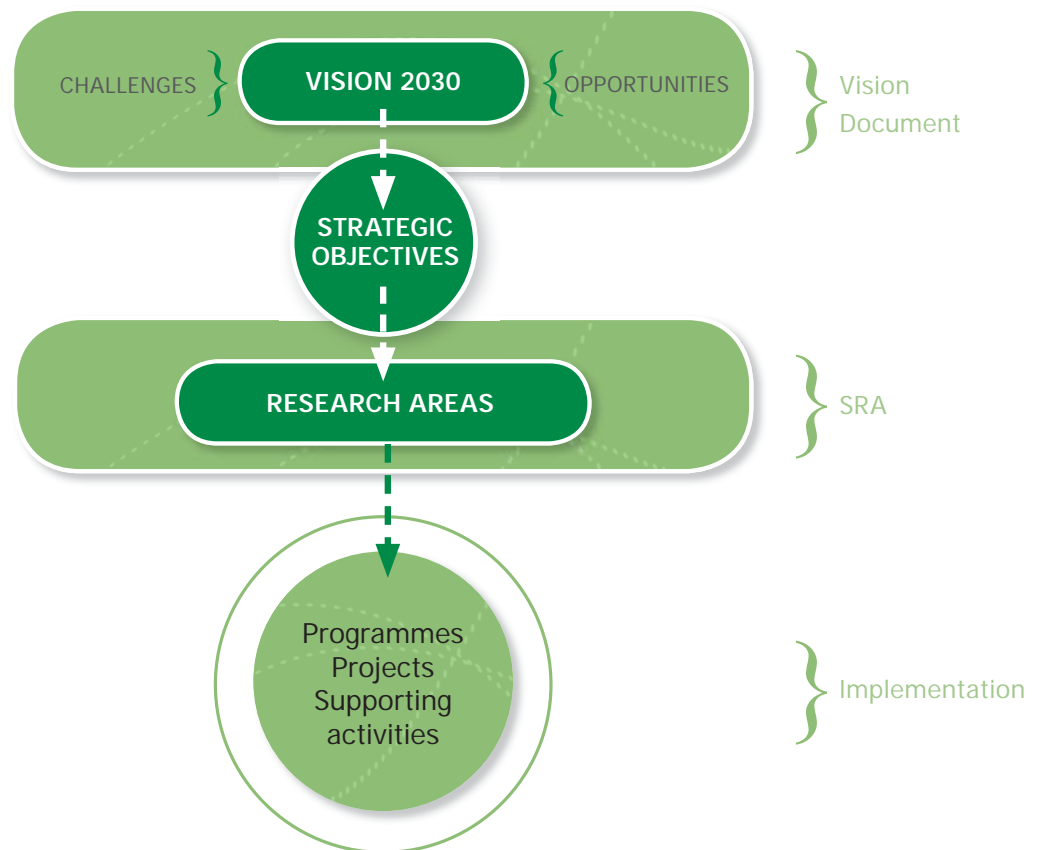 CHALLENGES
VISION 2030
OPPORTUNITIES
Vision
Document
STRATEGIC
OBJECTIVES
RESEARCH AREAS
SRA
Programmes
Projects
Supporting
activities
Implementation